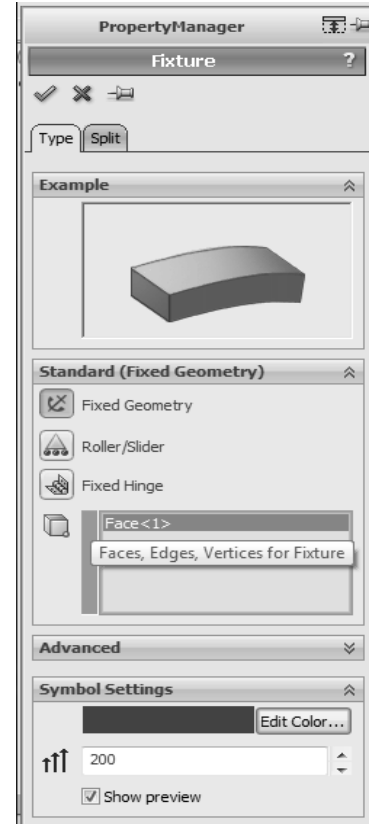 PropertyManager
Fixture ?
Type Split
Example
Standard (Fixed Geometry)
Fixed Geometry
Roller/Slider
Fixed Hinge
Face<1>
Faces, Edges, Vertices for Fixture
Advanced
Symbol Settings
Edit Color...
200
Show preview